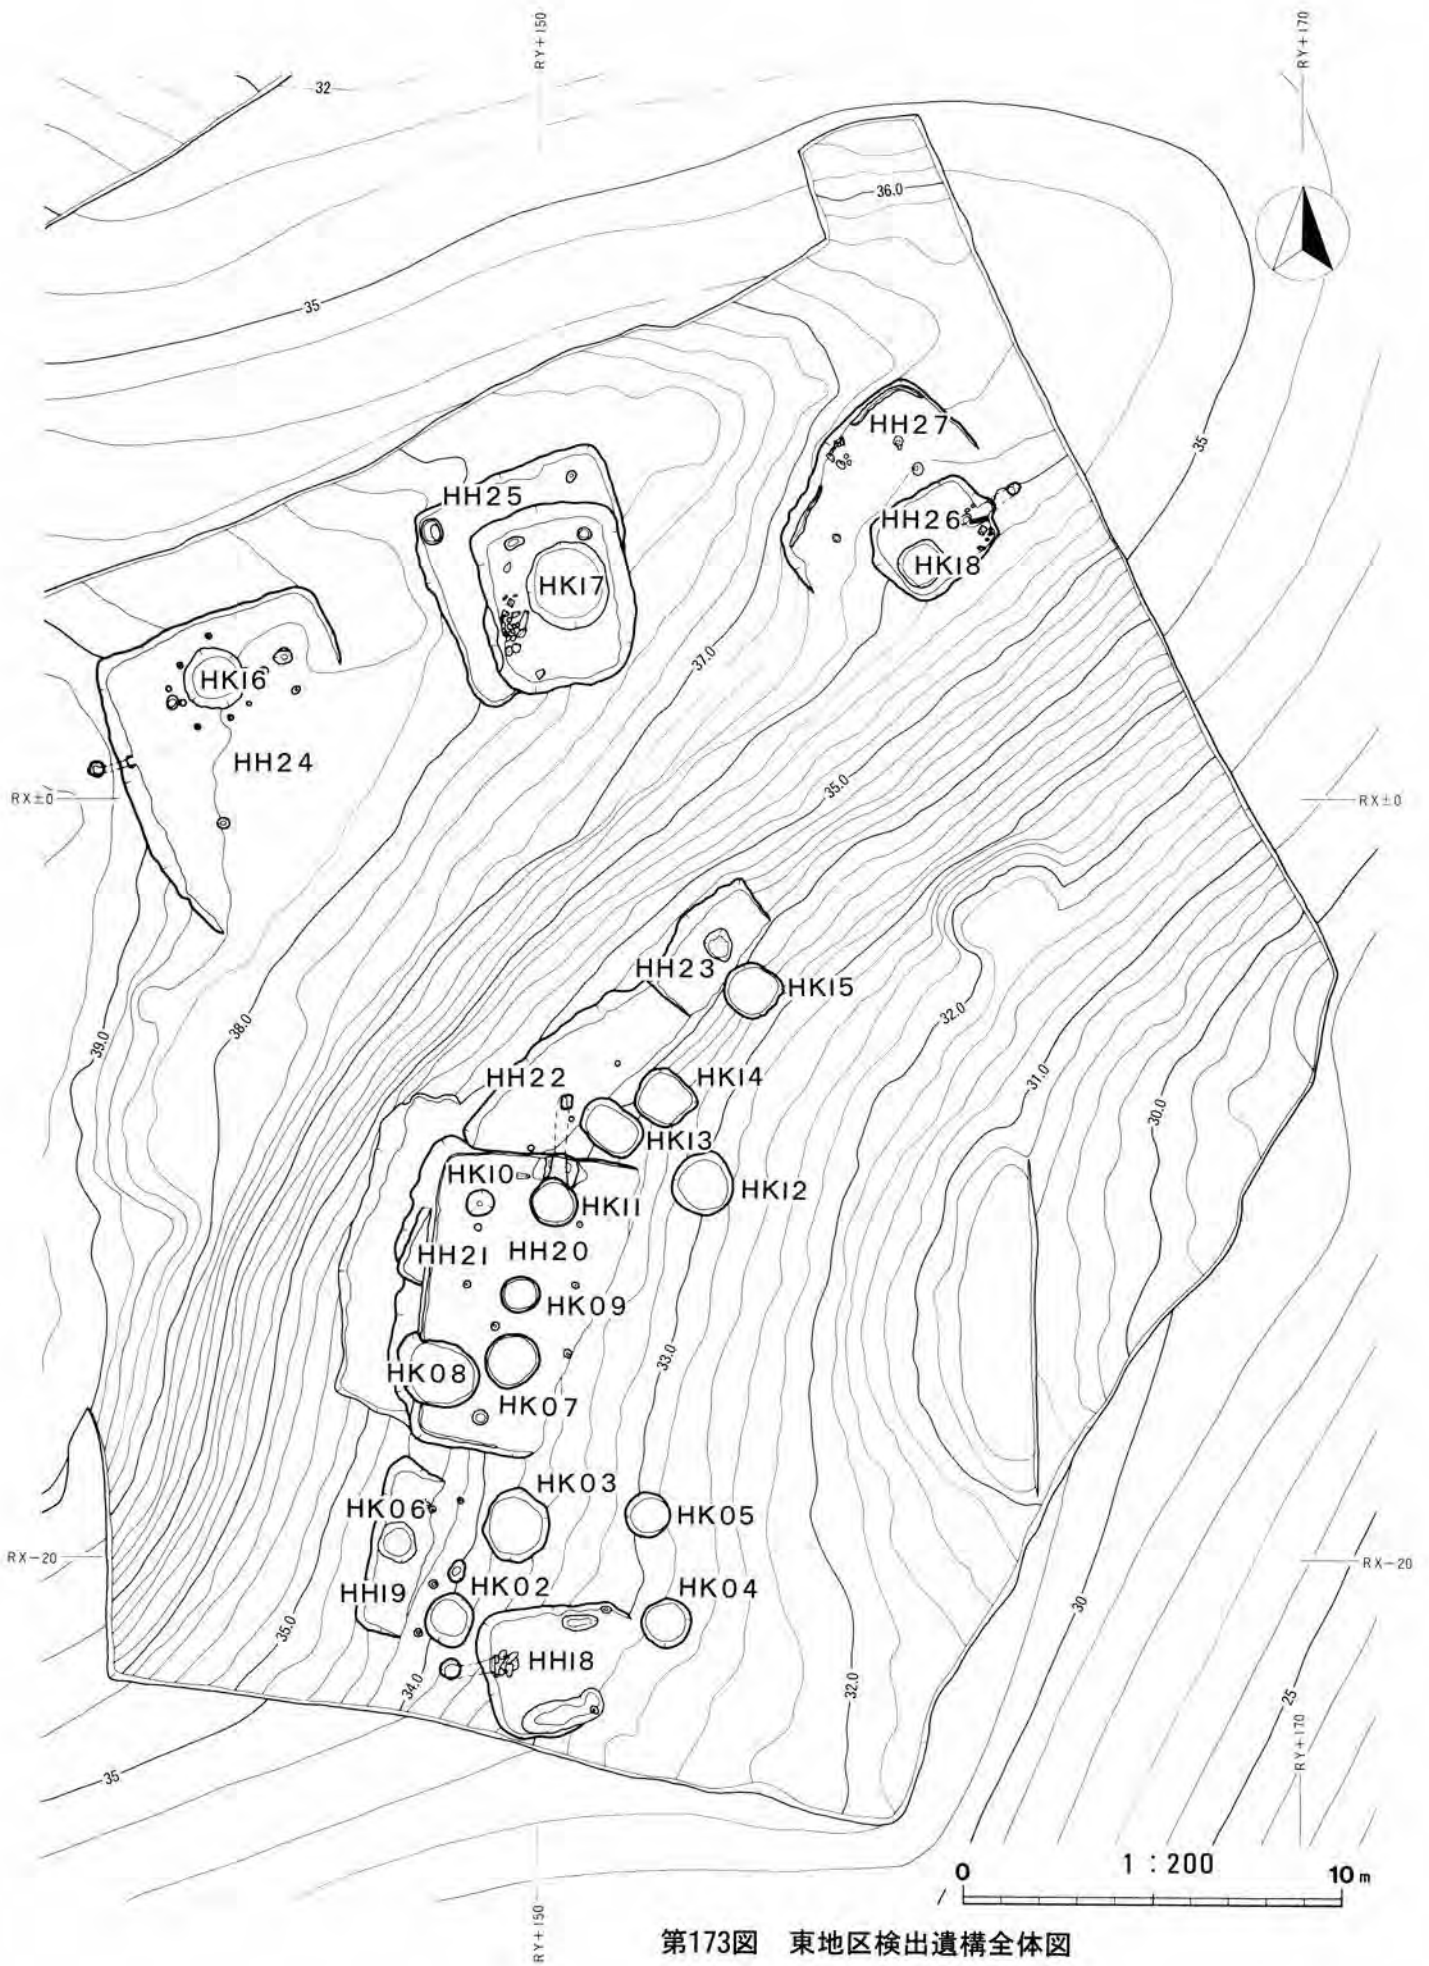 RY+150
RY+170
32
36.0
35
35
HH27
HH25
HH26
HK18
HK17
37.0
HK16
HH24
35.0
RX±0
RX±0
HH23
HK15
32.0
38.0
39.0
31.0
30.0
HH22
HK14
HK13
HK10
HK11
HK12
HH21
HH20
HK09
33.0
HK08
HK07
HK03
HK06
HK05
RX−20
RX−20
HH19
HK02
HK04
30
35.0
HH18
34.0
32.0
25
RY+170
35
1:200
0
10m
RY+150
第173図 東地区検出遺構全体図